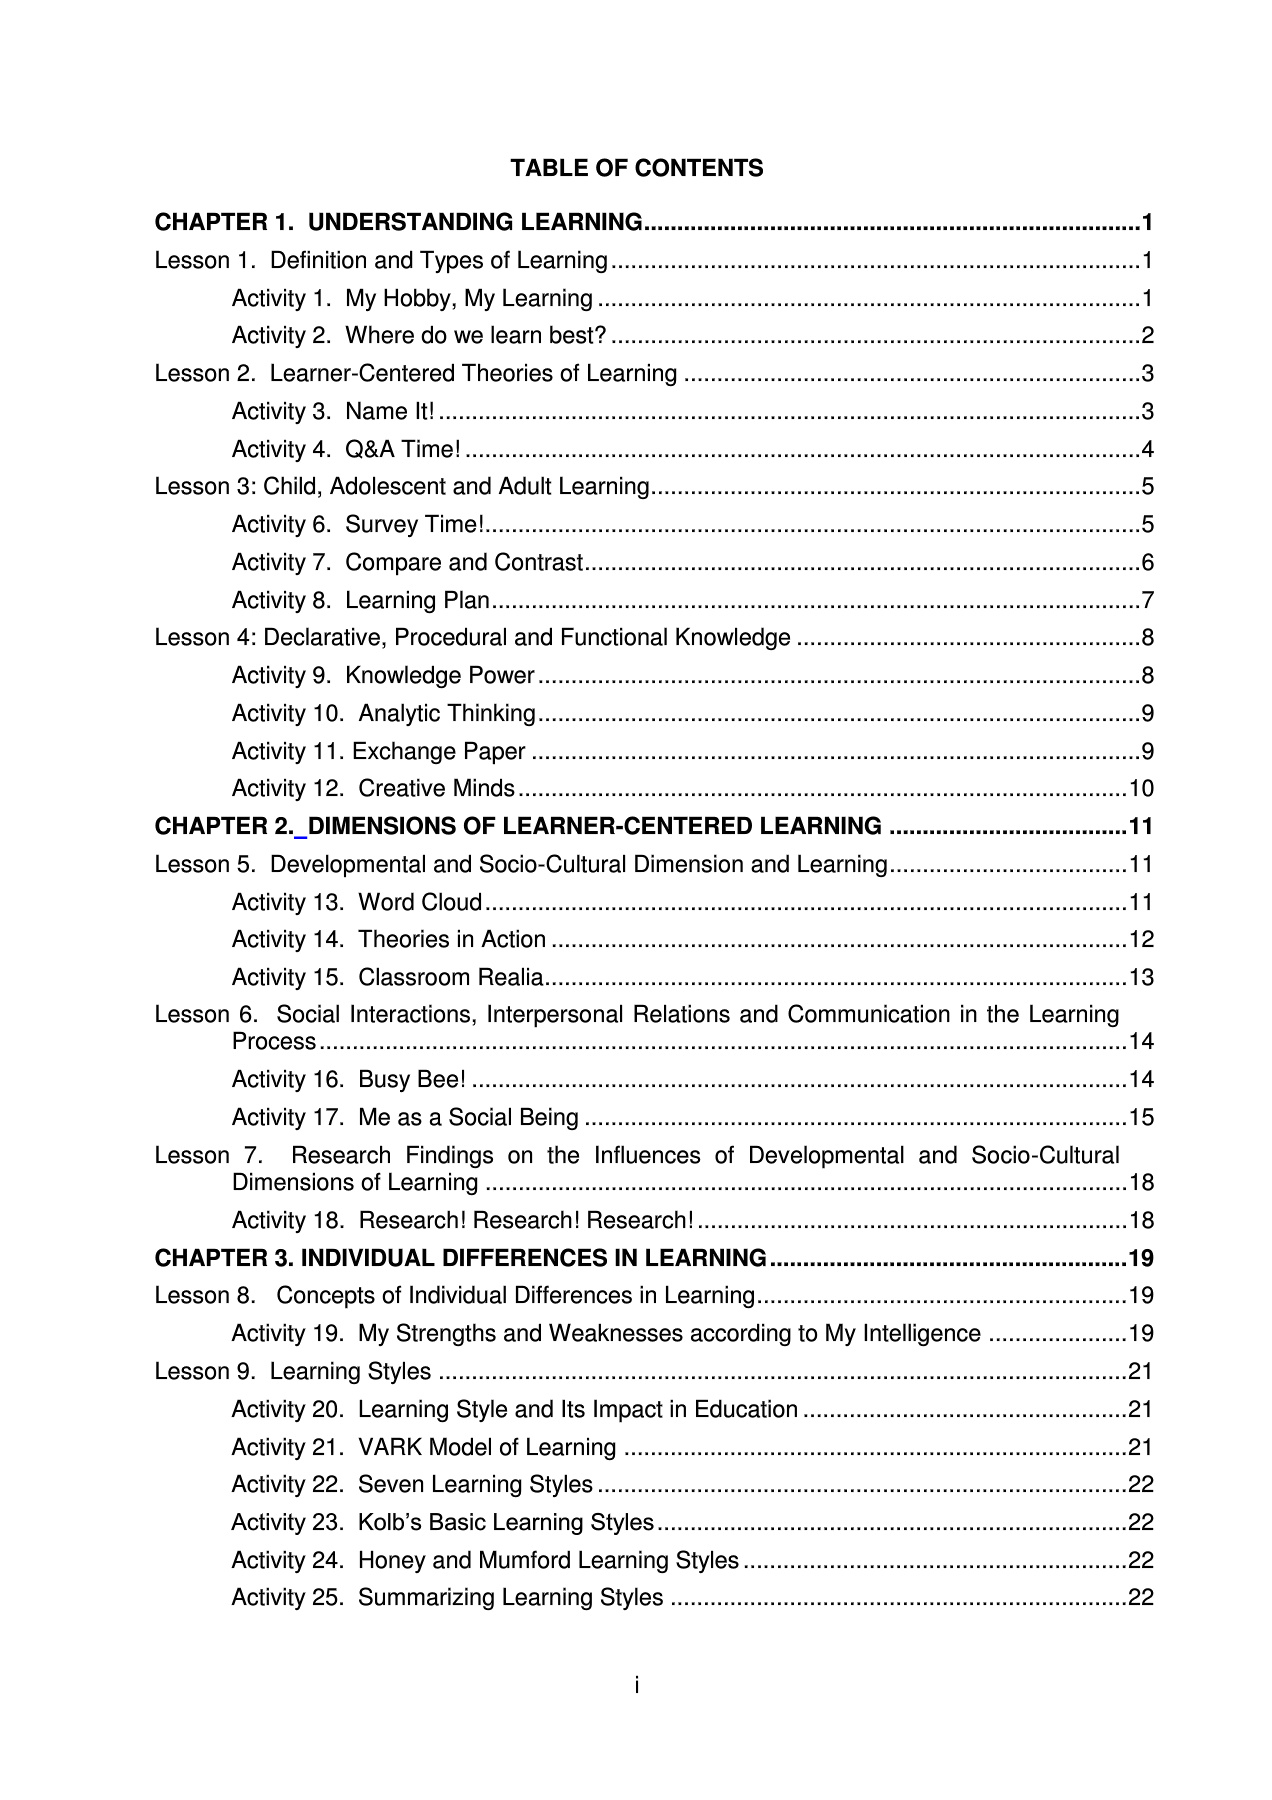 TABLE OF CONTENTS
CHAPTER 1.  UNDERSTANDING LEARNING...........................................................................1
Lesson 1.  Definition and Types of Learning................................................................................1
Activity 1.  My Hobby, My Learning..................................................................................1
Activity 2.  Where do we learn best?................................................................................2
Lesson 2.  Learner-Centered Theories of Learning.....................................................................3
Activity 3.  Name It!..........................................................................................................3
Activity 4.  Q&A Time!......................................................................................................4
Lesson 3: Child, Adolescent and Adult Learning..........................................................................5
Activity 6.  Survey Time!...................................................................................................5
Activity 7.  Compare and Contrast....................................................................................6
Activity 8.  Learning Plan..................................................................................................7
Lesson 4: Declarative, Procedural and Functional Knowledge....................................................8
Activity 9.  Knowledge Power...........................................................................................8
Activity 10.  Analytic Thinking...........................................................................................9
Activity 11. Exchange Paper............................................................................................9
Activity 12.  Creative Minds............................................................................................10
CHAPTER 2.  DIMENSIONS OF LEARNER-CENTERED LEARNING....................................11
Lesson 5.  Developmental and Socio-Cultural Dimension and Learning....................................11
Activity 13.  Word Cloud.................................................................................................11
Activity 14.  Theories in Action.......................................................................................12
Activity 15.  Classroom Realia........................................................................................13
Lesson 6.  Social Interactions, Interpersonal Relations and Communication in the Learning
Process..........................................................................................................................14
Activity 16.  Busy Bee!...................................................................................................14
Activity 17.  Me as a Social Being..................................................................................15
Lesson 7.  Research Findings on the Influences of Developmental and Socio-Cultural
Dimensions of Learning.................................................................................................18
Activity 18.  Research! Research! Research!.................................................................18
CHAPTER 3. INDIVIDUAL DIFFERENCES IN LEARNING......................................................19
Lesson 8.   Concepts of Individual Differences in Learning........................................................19
Activity 19.  My Strengths and Weaknesses according to My Intelligence.....................19
Lesson 9.  Learning Styles........................................................................................................21
Activity 20.  Learning Style and Its Impact in Education.................................................21
Activity 21.  VARK Model of Learning............................................................................21
Activity 22.  Seven Learning Styles................................................................................22
Activity 23.  Kolb’s Basic Learning Styles.......................................................................22
Activity 24.  Honey and Mumford Learning Styles..........................................................22
Activity 25.  Summarizing Learning Styles.....................................................................22
i